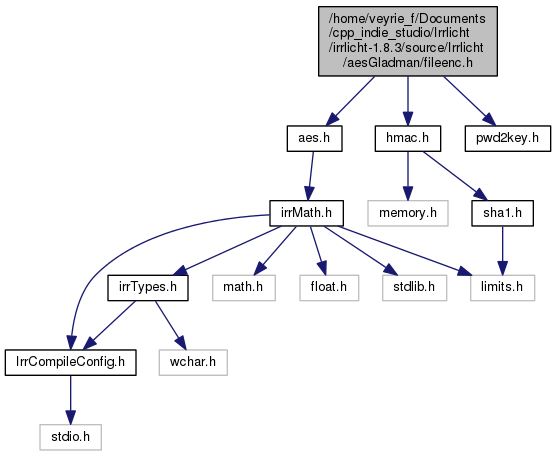 /home/veyrie_f/Documents
/cpp_indie_studio/Irrlicht
/irrlicht-1.8.3/source/Irrlicht
/aesGladman/fileenc.h
aes.h
hmac.h
pwd2key.h
irrMath.h
memory.h
sha1.h
irrTypes.h
math.h
float.h
stdlib.h
limits.h
IrrCompileConfig.h
wchar.h
stdio.h